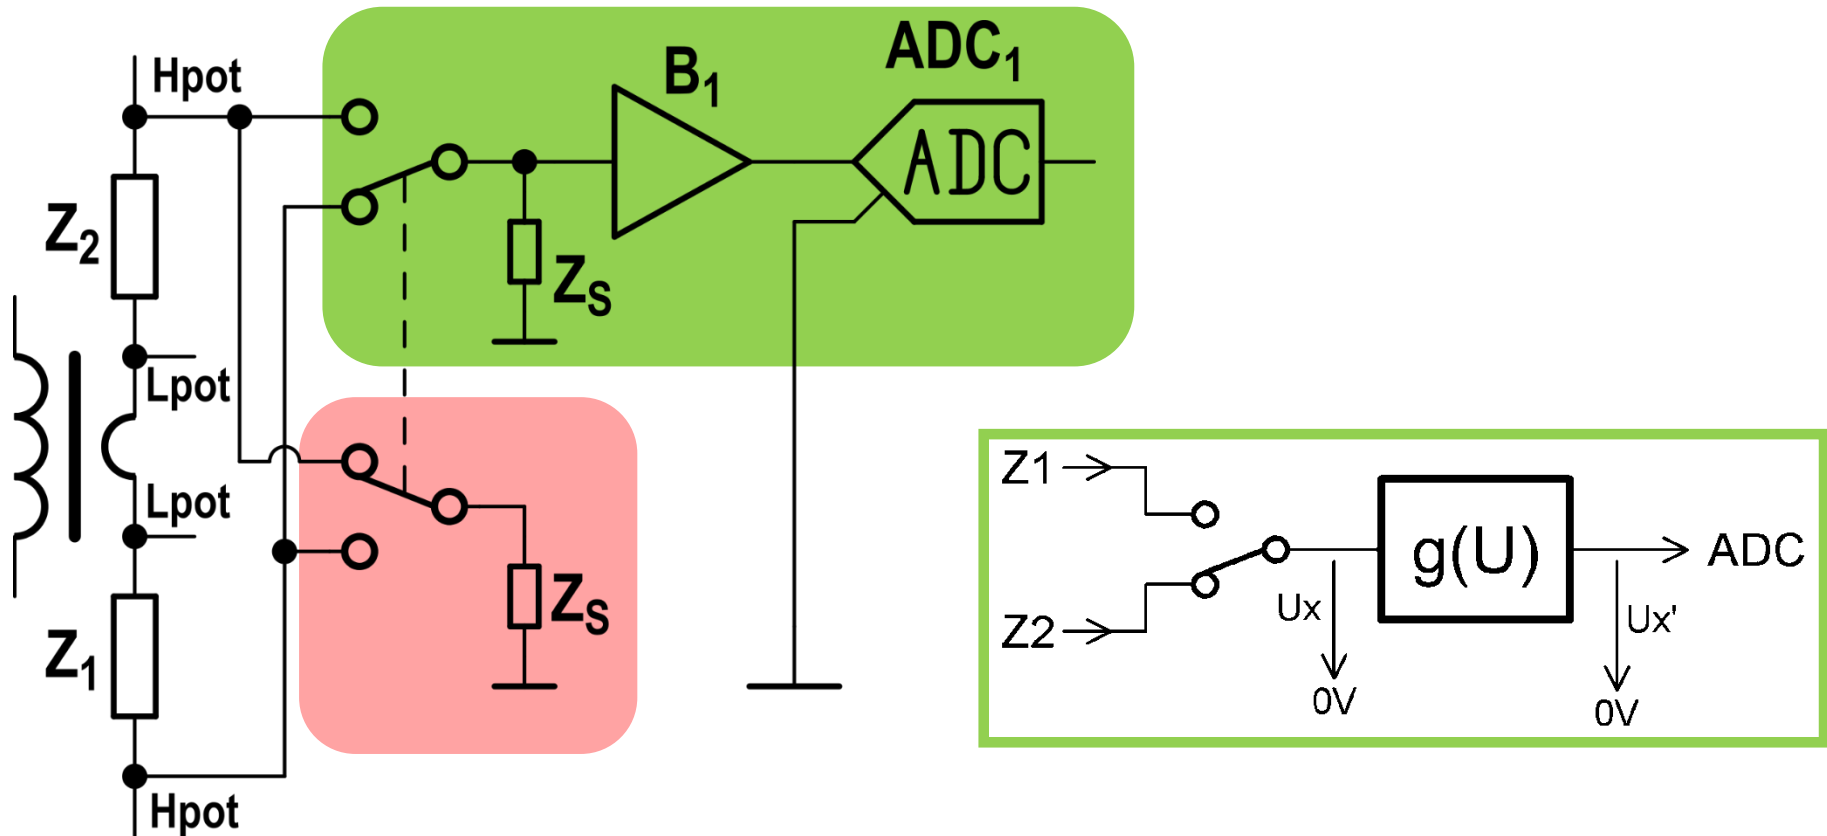 Hpot
B₁
ADC₁
ADC
Z₂
Zₛ
Lpot
Lpot
Zₛ
Z₁
Hpot
Z1
g(U)
ADC
Z2
Ux
Ux'
0V
0V